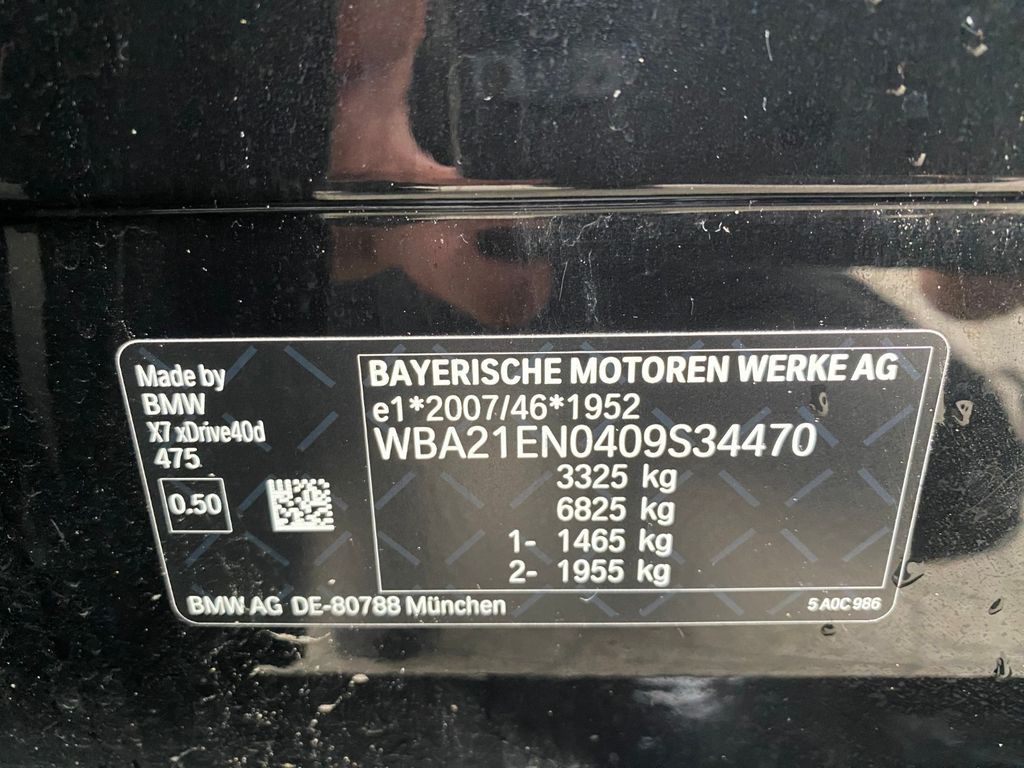 Made by
BMW
X7 xDrive40d
475
0.50
BAYERISCHE MOTOREN WERKE AG
e1*2007/46*1952
WBA21EN0409S34470
3325 kg
6825 kg
1- 1465 kg
2- 1955 kg
BMW AG DE-80788 München
5 A0C 986